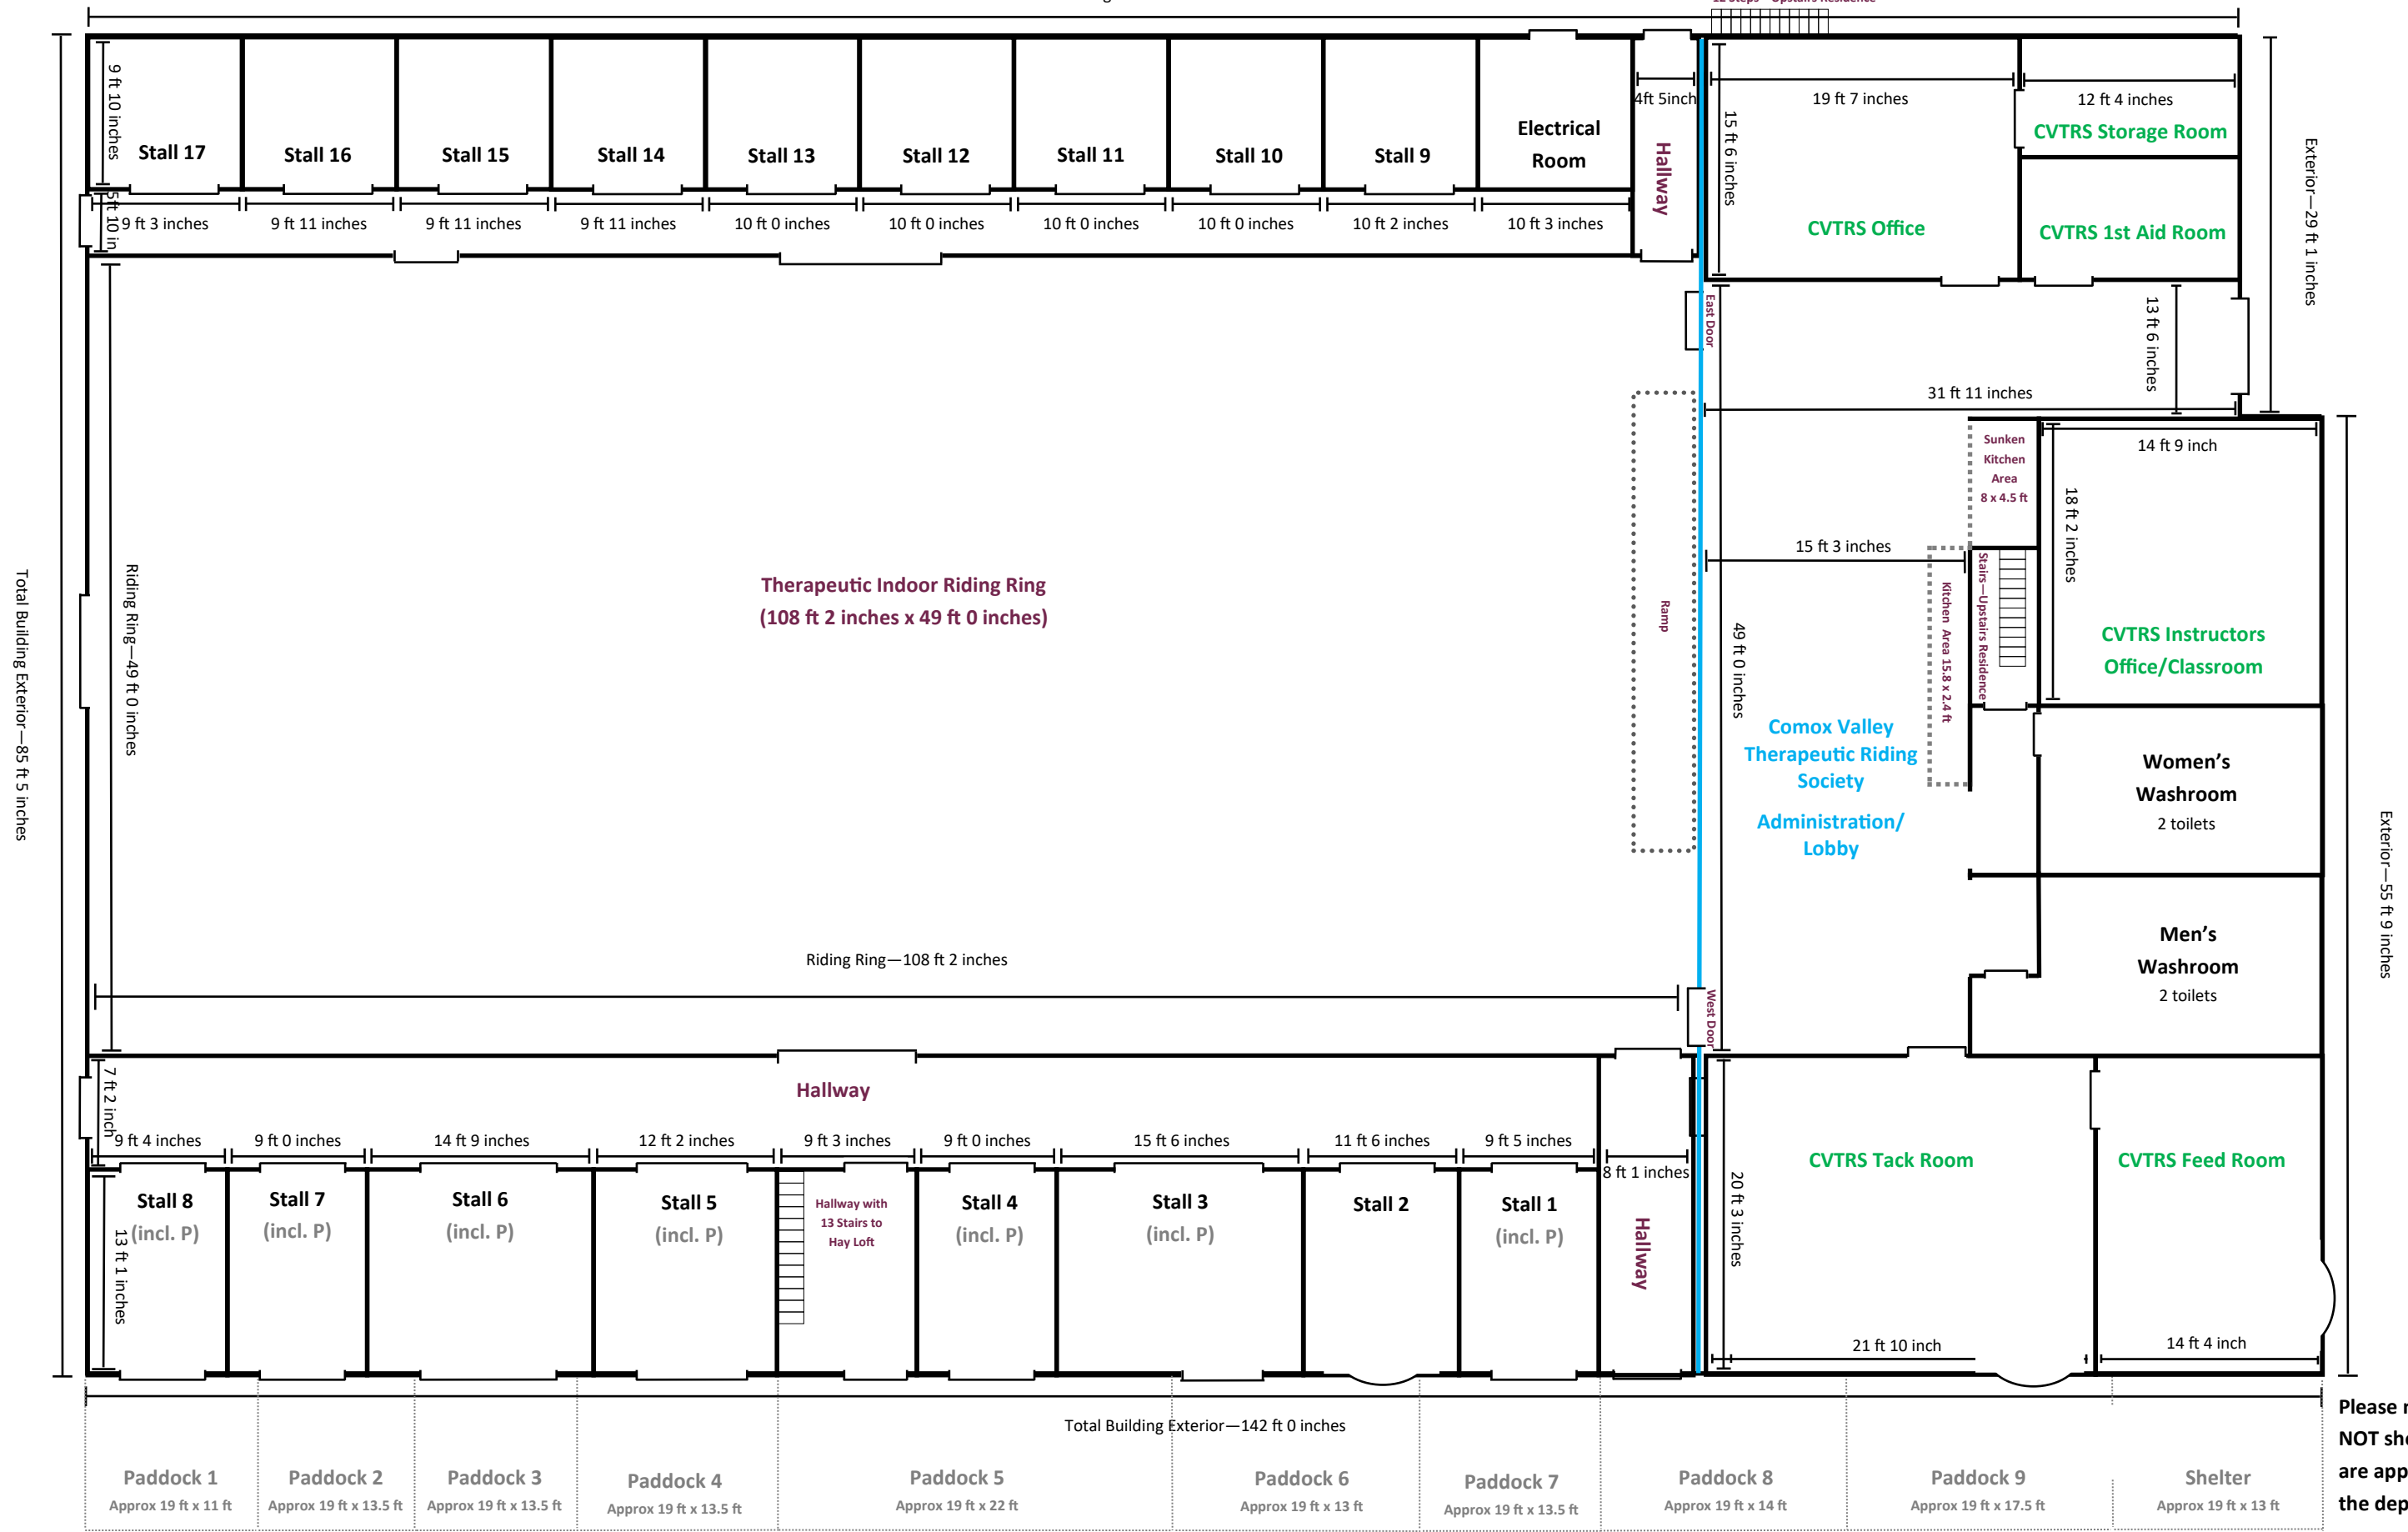 12 Steps—Upstairs Residence
9 ft 10 inches
Stall 17
Stall 16
Stall 15
Stall 14
Stall 13
Stall 12
Stall 11
Stall 10
Stall 9
Electrical
Room
4ft 5inch
Hallway
5ft 10 in
9 ft 3 inches
9 ft 11 inches
9 ft 11 inches
9 ft 11 inches
10 ft 0 inches
10 ft 0 inches
10 ft 0 inches
10 ft 0 inches
10 ft 2 inches
10 ft 3 inches
19 ft 7 inches
15 ft 6 inches
CVTRS Office
12 ft 4 inches
CVTRS Storage Room
CVTRS 1st Aid Room
Exterior—29 ft 1 inches
13 ft 6 inches
East Door
31 ft 11 inches
Sunken
Kitchen
Area
8 x 4.5 ft
14 ft 9 inch
18 ft 2 inches
CVTRS Instructors
Office/Classroom
15 ft 3 inches
Stairs—Upstairs Residence
Kitchen Area 15.8 x 2.4 ft
Total Building Exterior—85 ft 5 inches
Riding Ring—49 ft 0 inches
Therapeutic Indoor Riding Ring
(108 ft 2 inches x 49 ft 0 inches)
Ramp
49 ft 0 inches
Comox Valley
Therapeutic Riding
Society
Administration/
Lobby
Women's
Washroom
2 toilets
Men's
Washroom
2 toilets
Exterior—55 ft 9 inches
Riding Ring—108 ft 2 inches
West Door
Hallway
7 ft 2 inch
9 ft 4 inches
9 ft 0 inches
14 ft 9 inches
12 ft 2 inches
9 ft 3 inches
9 ft 0 inches
15 ft 6 inches
11 ft 6 inches
9 ft 5 inches
8 ft 1 inches
Hallway
13 ft 1 inches
Stall 8
(incl. P)
Stall 7
(incl. P)
Stall 6
(incl. P)
Stall 5
(incl. P)
Hallway with
13 Stairs to
Hay Loft
Stall 4
(incl. P)
Stall 3
(incl. P)
Stall 2
Stall 1
(incl. P)
20 ft 3 inches
CVTRS Tack Room
CVTRS Feed Room
21 ft 10 inch
14 ft 4 inch
Total Building Exterior—142 ft 0 inches
Paddock 1
Approx 19 ft x 11 ft
Paddock 2
Approx 19 ft x 13.5 ft
Paddock 3
Approx 19 ft x 13.5 ft
Paddock 4
Approx 19 ft x 13.5 ft
Paddock 5
Approx 19 ft x 22 ft
Paddock 6
Approx 19 ft x 13 ft
Paddock 7
Approx 19 ft x 13.5 ft
Paddock 8
Approx 19 ft x 14 ft
Paddock 9
Approx 19 ft x 17.5 ft
Shelter
Approx 19 ft x 13 ft
Please
NOT
are
the